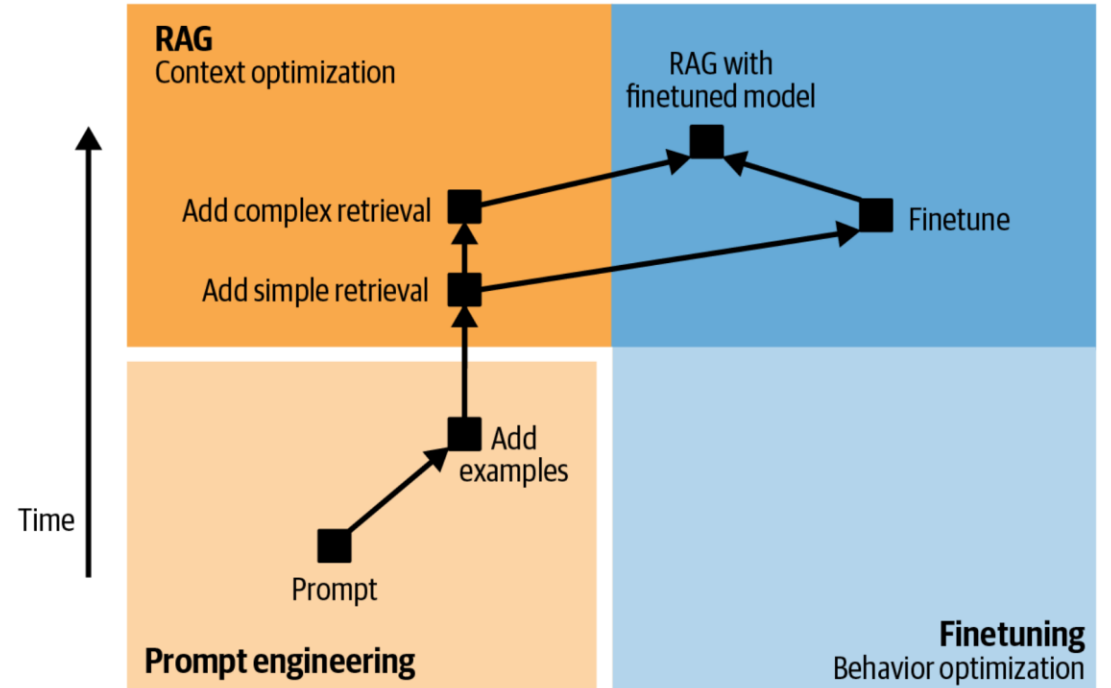 RAG
Context optimization
RAG with
finetuned model
Add complex retrieval
Finetune
Add simple retrieval
Add
examples
Time
Prompt
Prompt engineering
Finetuning
Behavior optimization